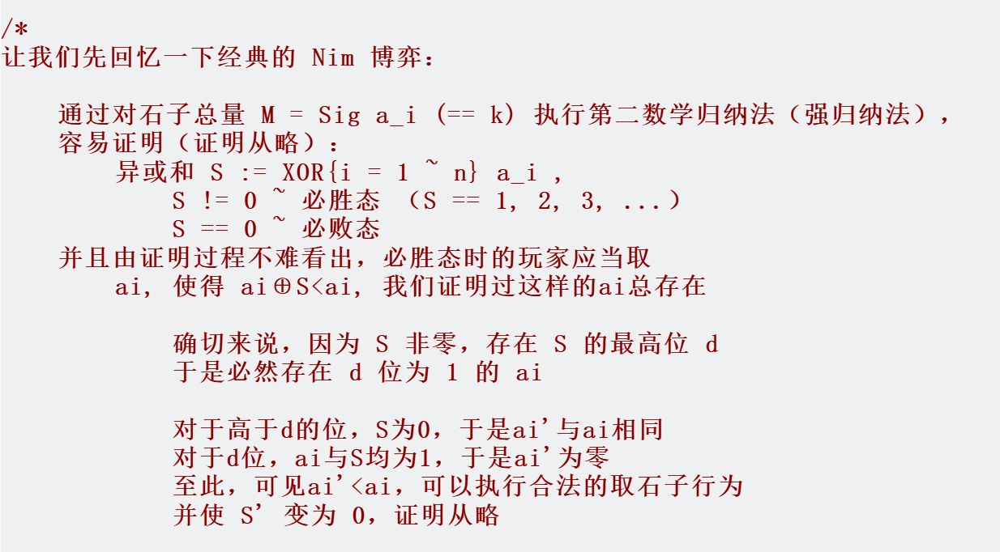 /*
让我们先回忆一下经典的 Nim 博弈：
通过对石子总量 M = Sig a_i (== k) 执行第二数学归纳法（强归纳法），
容易证明（证明从略）：
异或和 S := XOR{i = 1 ~ n} a_i ,
S != 0 ~ 必胜态 （S == 1, 2, 3, ...）
S == 0 ~ 必败态
并且由证明过程不难看出，必胜态时的玩家应当取
ai, 使得 ai⊕S<ai, 我们证明过这样的ai总存在
确切来说，因为 S 非零，存在 S 的最高位 d
于是必然存在 d 位为 1 的 ai
对于高于d的位，S为0，于是ai’与ai相同
对于d位，ai与S均为1，于是ai’为零
至此，可见ai’<ai，可以执行合法的取石子行为
并使 S’ 变为 0，证明从略